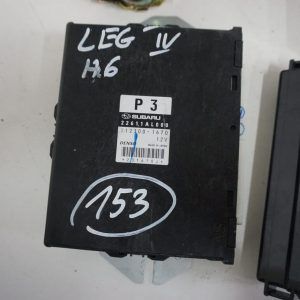 LEG IV
H6
P 3
SUBARU
22611AL000
112300-1670
DENSO 12V
153